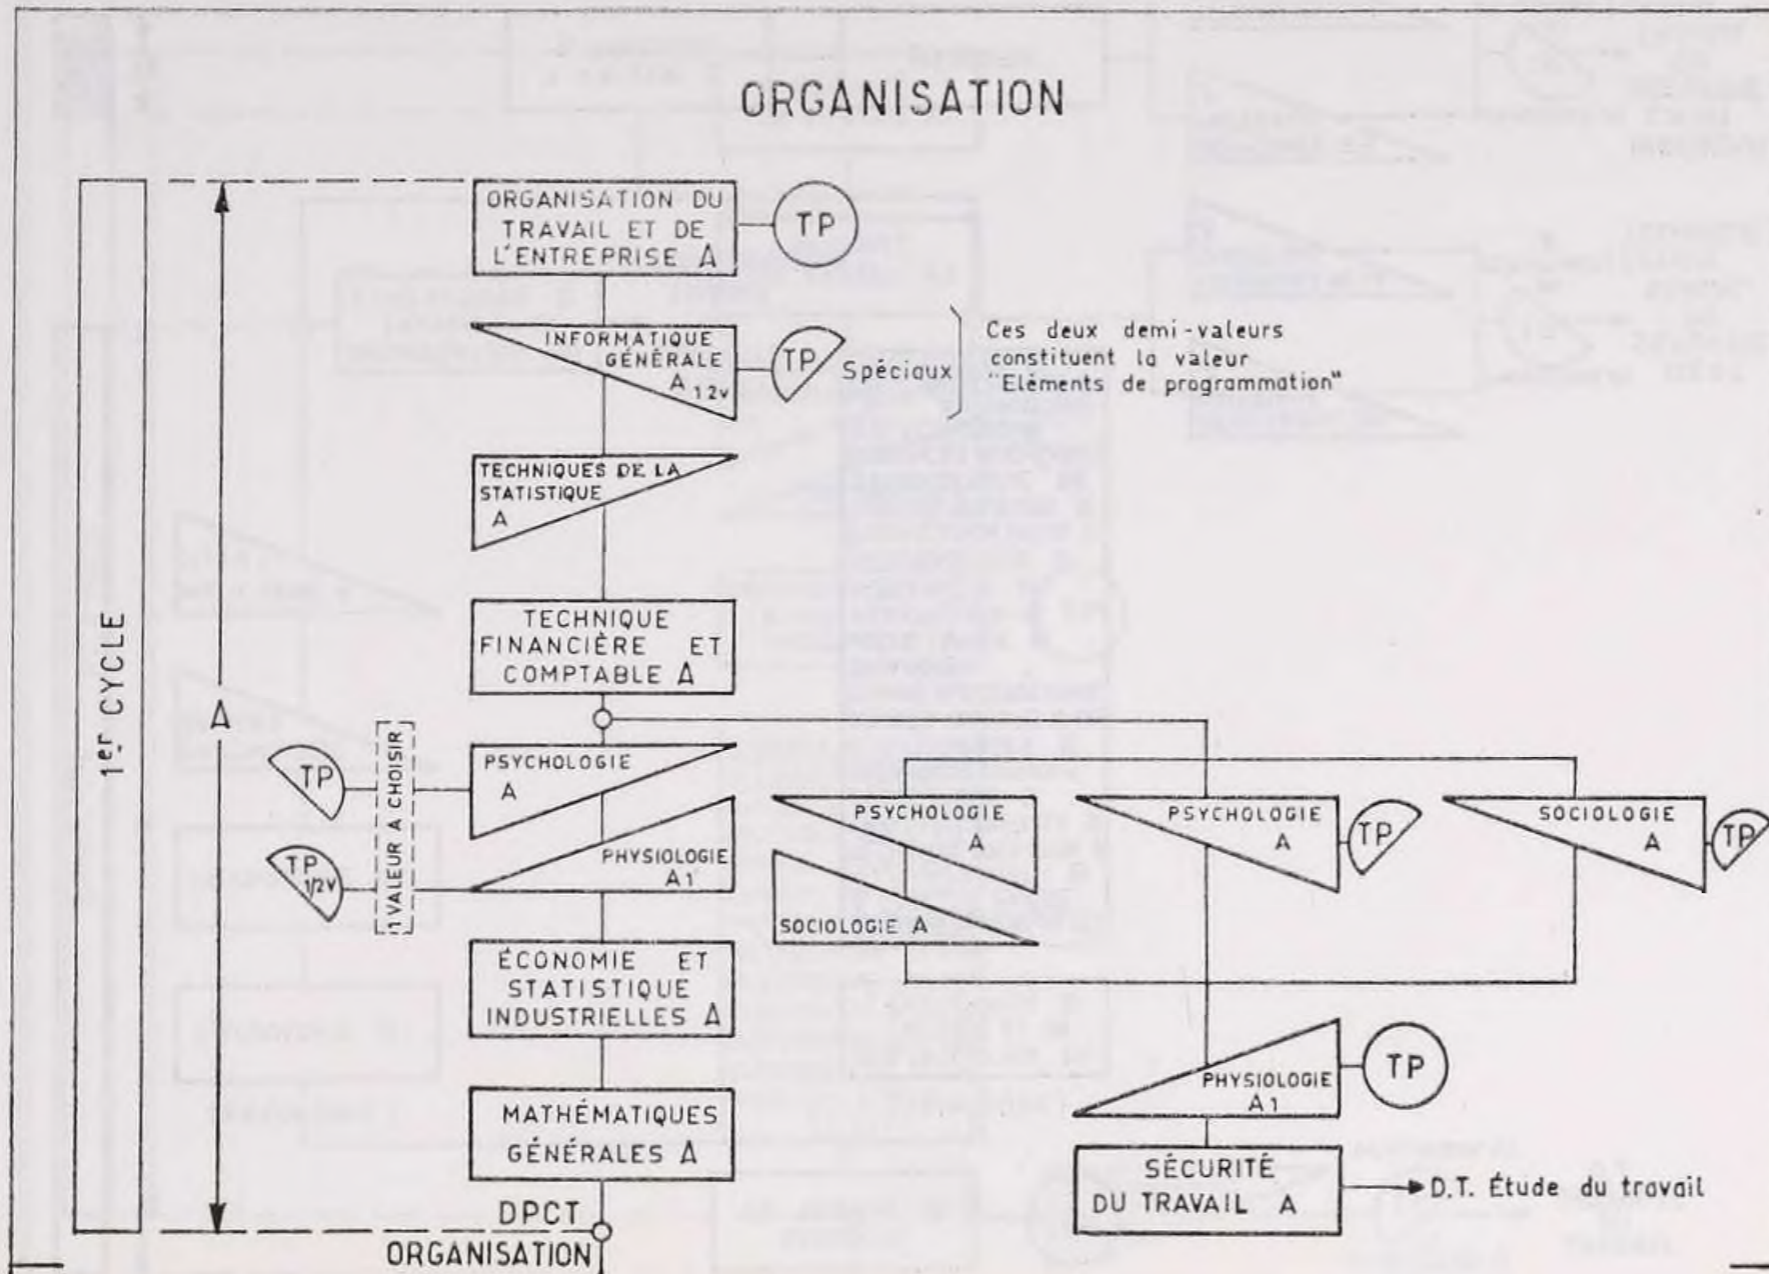 ORGANISATION
ORGANISATION DU
TRAVAIL ET DE
L'ENTREPRISE A
TP
INFORMATIQUE
GÉNÉRALE
A 1 2v
TP
Spéciaux
Ces deux demi-valeurs
constituent la valeur
"Eléments de programmation"
TECHNIQUES DE LA
STATISTIQUE
A
TECHNIQUE
FINANCIÈRE ET
COMPTABLE A
1er CYCLE
A
TP
TP
1/2V
1 VALEUR A CHOISIR
PSYCHOLOGIE
A
PHYSIOLOGIE
A1
PSYCHOLOGIE
A
SOCIOLOGIE A
PSYCHOLOGIE
A
TP
SOCIOLOGIE
A
TP
ÉCONOMIE ET
STATISTIQUE
INDUSTRIELLES A
MATHÉMATIQUES
GÉNÉRALES A
PHYSIOLOGIE
A1
TP
SÉCURITÉ
DU TRAVAIL A
D.T. Étude du travail
DPCT
ORGANISATION